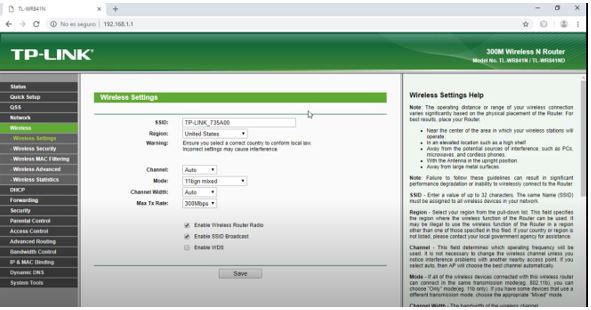 TL-WR841N
No es seguro | 192.168.1.1
TP-LINK
300M Wireless N Router
Model No. TL-WR841N / TL-WR841ND
Status
Quick Setup
QSS
Network
Wireless
- Wireless Settings
- Wireless Security
- Wireless MAC Filtering
- Wireless Advanced
- Wireless Statistics
DHCP
Forwarding
Security
Parental Control
Access Control
Advanced Routing
Bandwidth Control
IP & MAC Binding
Dynamic DNS
System Tools
Wireless Settings
SSID: TP-LINK_735A00
Region: United States
Warning: Ensure you select a correct country to conform local law.
Incorrect settings may cause interference.
Channel: Auto
Mode: 11bgn mixed
Channel Width: Auto
Max Tx Rate: 300Mbps
Enable Wireless Router Radio
Enable SSID Broadcast
Enable WDS
Save
Wireless Settings Help
Note: The operating distance or range of your wireless connection
varies significantly based on the physical placement of the Router. For
best results, place your Router.
• Near the center of the area in which your wireless stations will
operate.
• In an elevated location such as a high shelf.
• Away from the potential sources of interference, such as PCs,
microwaves, and cordless phones.
• With the Antenna in the upright position.
• Away from large metal surfaces.
Note: Failure to follow these guidelines can result in significant
performance degradation or inability to wirelessly connect to the Router.
SSID - Enter a value of up to 32 characters. The same Name (SSID)
must be assigned to all wireless devices in your network.
Region - Select your region from the pull-down list. This field specifies
the region where the wireless function of the Router can be used. It
may be illegal to use the wireless function of the Router in a region
other than one of those specified in this filed. If your country or region is
not listed, please contact your local government agency for assistance.
Channel - This field determines which operating frequency will be
used. It is not necessary to change the wireless channel unless you
notice interference problems with another nearby access point. If you
select auto, then AP will choose the best channel automatically.
Mode - If all of the wireless devices connected with this wireless router
can connect in the same transmission mode(eg. 802.11b), you can
choose "Only" mode(eg. 11b only). If you have some devices that use a
different transmission mode, choose the appropriate "Mixed" mode.
Channel Width - The bandwidth of the wireless channel.